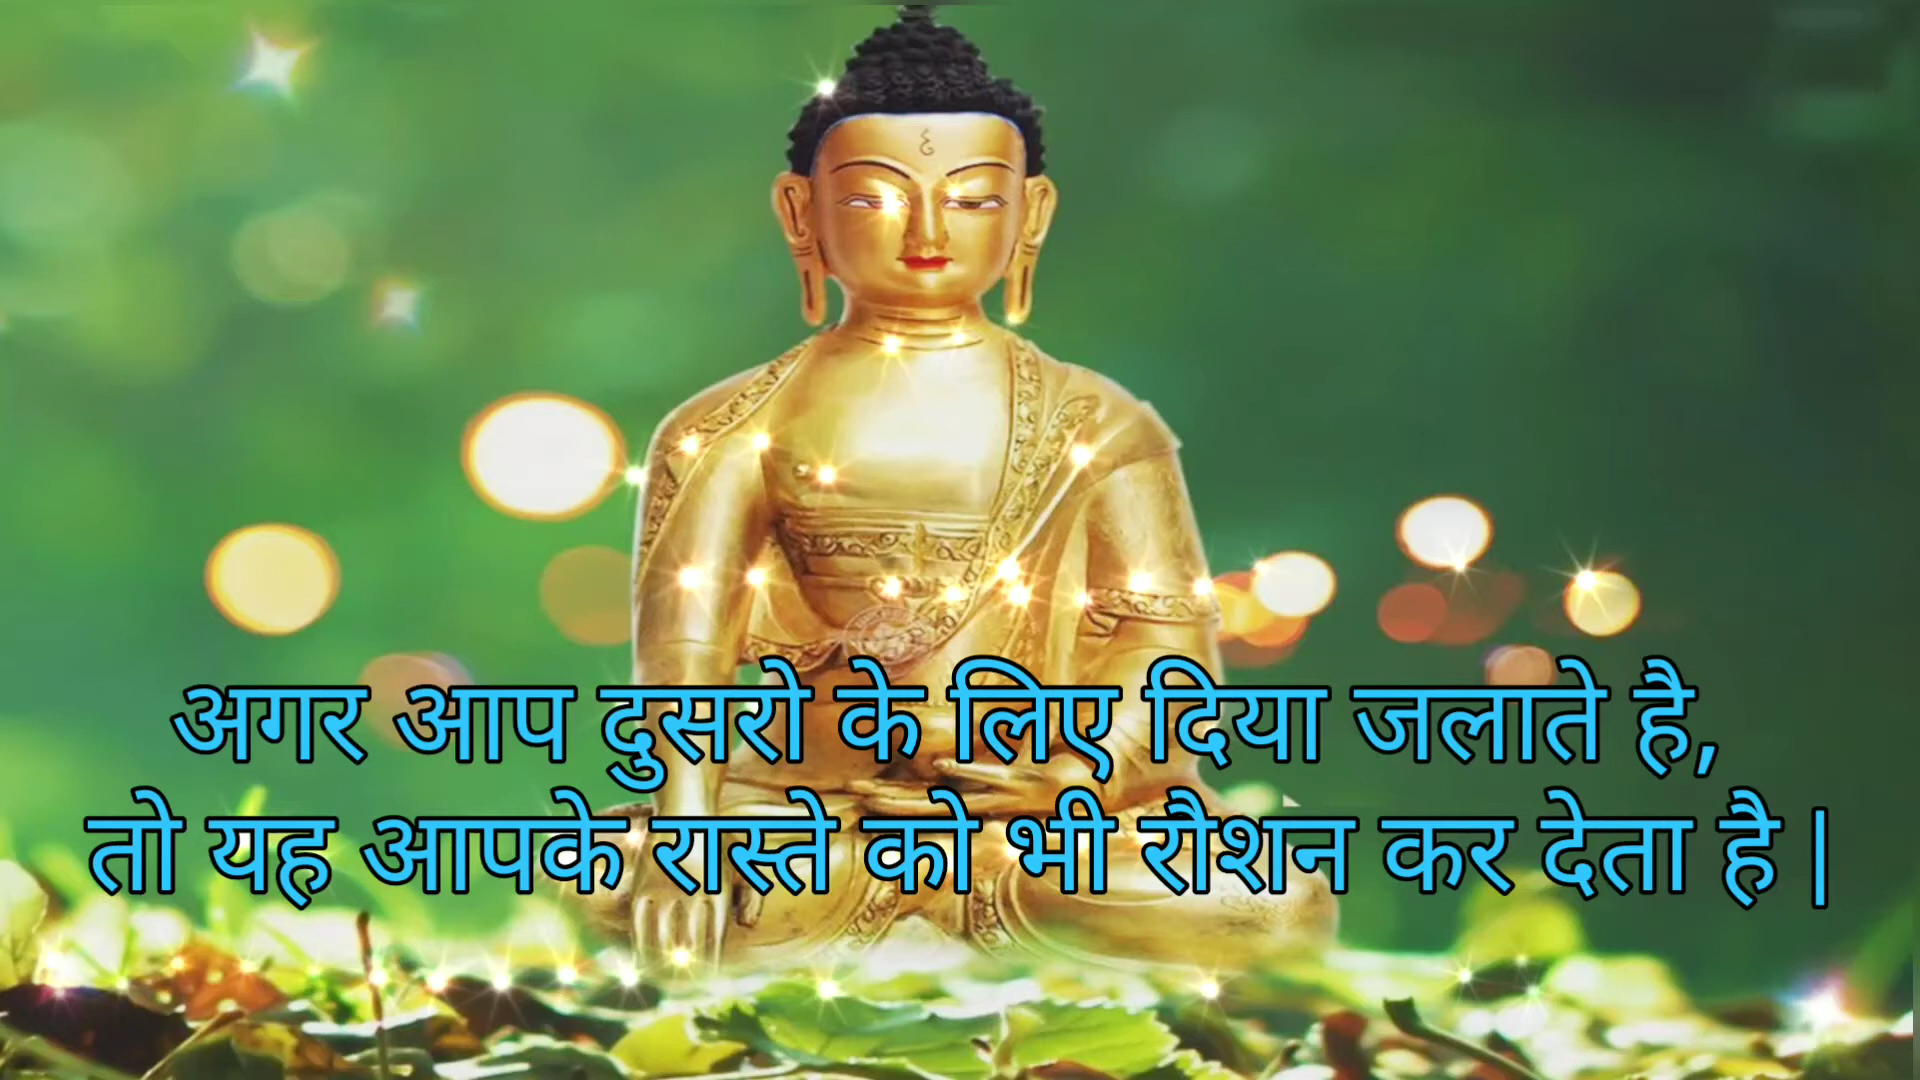 अगर आप दुसरो के लिए दिया जलाते है,
तो यह आपके रास्ते को भी रौशन कर देता है |